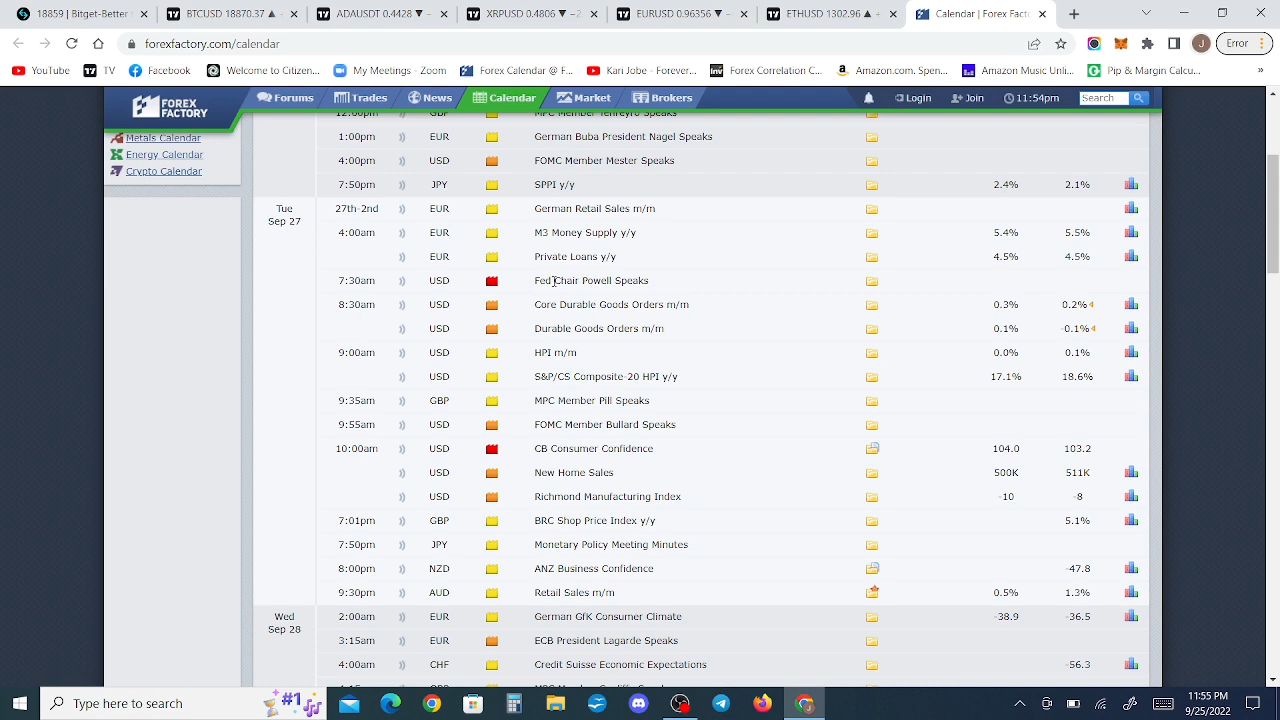 18859 | Bitget-Better
BTCUSD 18870.37 ▲
ADAUSDT 0.4428 ▼ −
XRPUSD 0.4806 ▼ −2
EURUSD 0.96350
ETHUSD 1302.96 ▲ +
Calendar | Forex Fact
forexfactory.com/calendar
J
Error
YouTube
TV
Facebook
Welcome to Citizen...
My Meetings - Zoom
Forex Calendar @ F...
Kari Jobe - Forever...
Forex Correlation C...
Amazon.com. Spen...
Amazon Music Unli...
Pip & Margin Calcu...
»
FOREX FACTORY
Forums
Trades
News
Calendar
Market
Brokers
Login
Join
11:54pm
Search
Metals Calendar
Energy Calendar
Crypto Calendar
12:00pm GBP MPC Member Tenreyro Speaks
1:00pm EUR German Buba President Nagel Speaks
4:00pm USD FOMC Member Mester Speaks
7:50pm JPY SPPI y/y 2.4% 2.1%
Tue Sep 27 27th-2nd EUR German Retail Sales m/m
4:00am EUR M3 Money Supply y/y 5.4% 5.5%
EUR Private Loans y/y 4.5% 4.5%
7:30am USD Fed Chair Powell Speaks
8:30am USD Core Durable Goods Orders m/m 0.3% 0.2%
USD Durable Goods Orders m/m 0.1% -0.1%
9:00am USD HPI m/m 0.0% 0.1%
USD S&P/CS Composite-20 HPI y/y 17.1% 18.6%
9:35am GBP MPC Member Pill Speaks
9:55am USD FOMC Member Bullard Speaks
10:00am USD CB Consumer Confidence 104.0 103.2
USD New Home Sales 500K 511K
USD Richmond Manufacturing Index -10 -8
7:01pm GBP BRC Shop Price Index y/y 5.1%
7:50pm JPY Monetary Policy Meeting Minutes
8:00pm NZD ANZ Business Confidence -47.8
9:30pm AUD Retail Sales m/m 0.5% 1.3%
Wed Sep 28 2:00am EUR German GfK Consumer Climate -38.9 -36.5
3:15am EUR ECB President Lagarde Speaks
4:00am CHF Credit Suisse Economic Expectations -56.3
Type here to search
#1
11:55 PM
9/25/2022